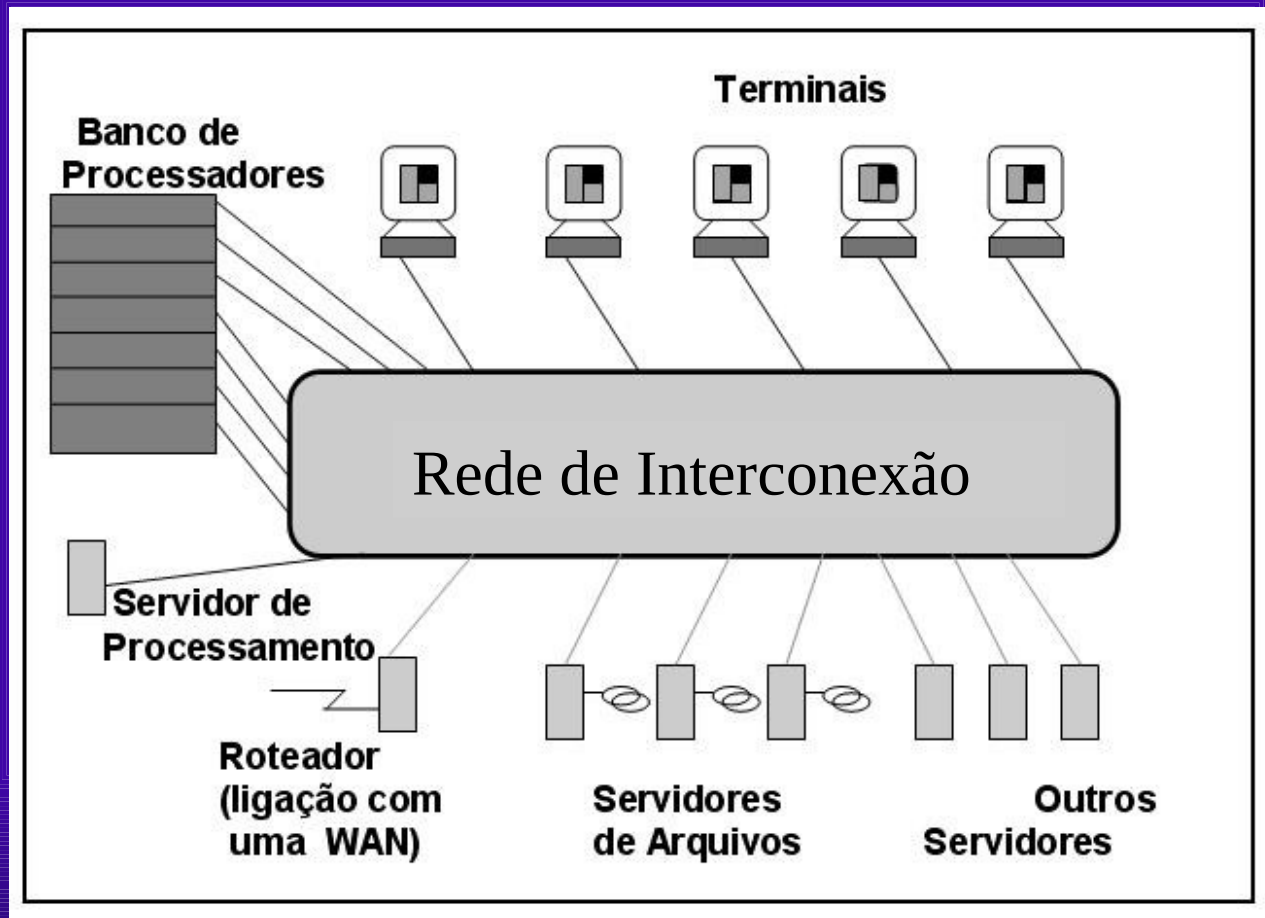 Terminais
Banco de
Processadores
Rede de Interconexão
Servidor de
Processamento
Roteador
(ligação com
uma WAN)
Servidores
de Arquivos
Outros
Servidores